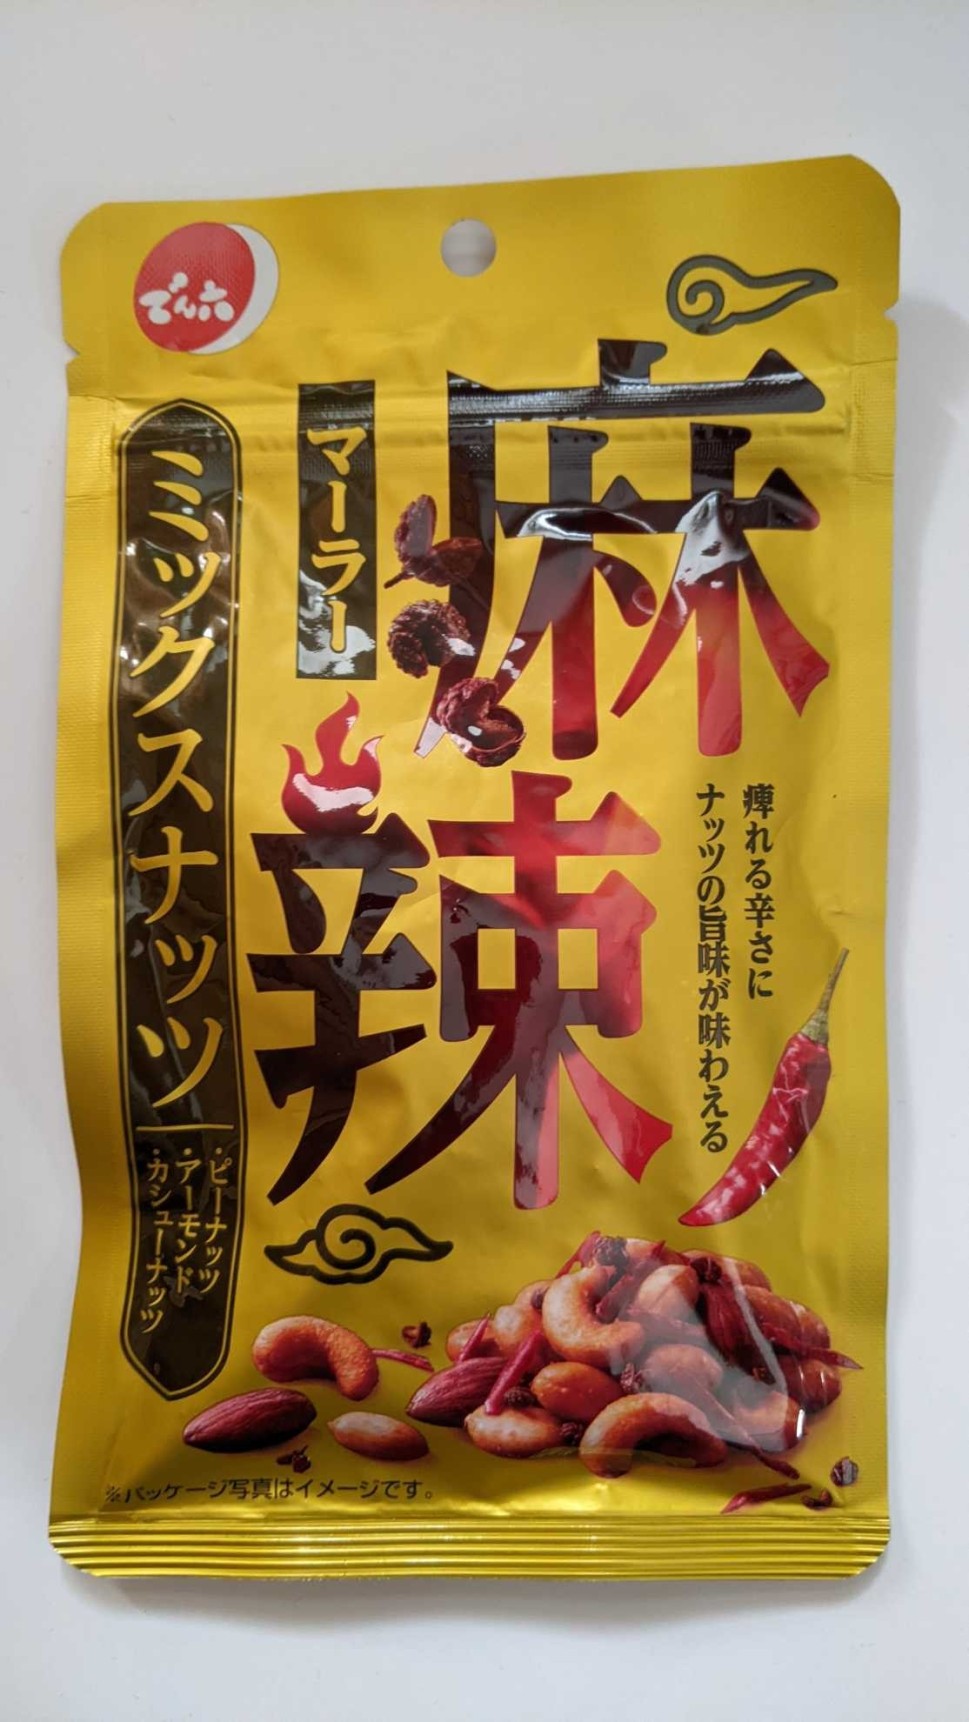 でん六
麻辣
マーラー
痺れる辛さに
ナッツの旨味が味わえる
ミックスナッツ
・ピーナッツ
・アーモンド
・カシューナッツ
※パッケージ写真はイメージです。